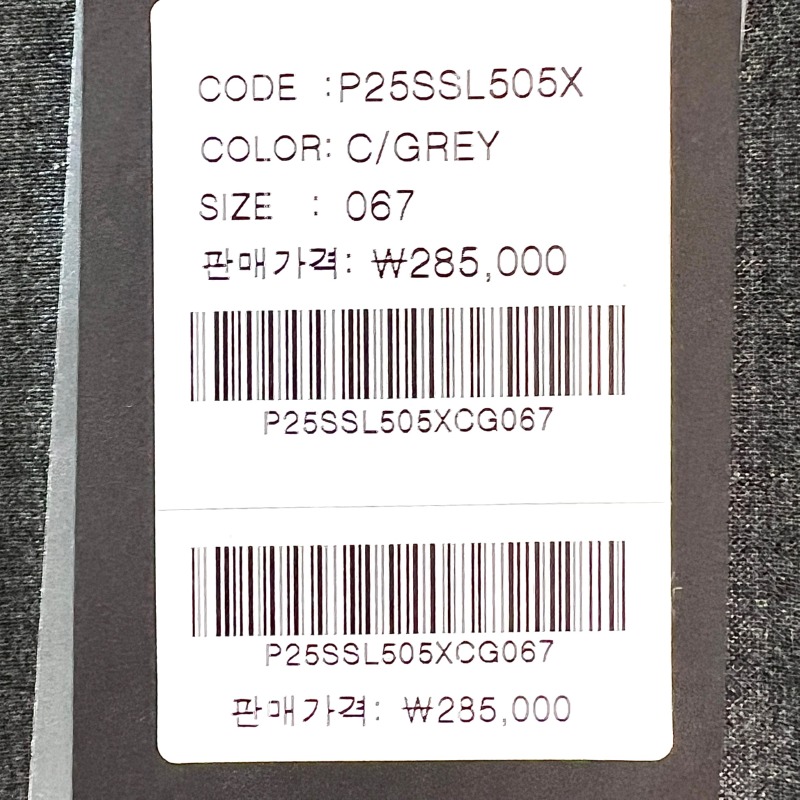 CODE :P25SSL505X
COLOR: C/GREY
SIZE : 067
판매가격: ₩285,000
P25SSL505XCG067
P25SSL505XCG067
판매가격: ₩285,000